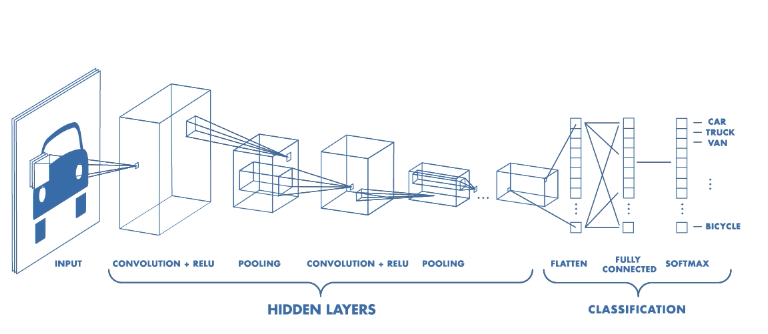 CAR
TRUCK
VAN
BICYCLE
INPUT
CONVOLUTION + RELU
POOLING
CONVOLUTION + RELU
POOLING
FLATTEN
FULLY
CONNECTED
SOFTMAX
HIDDEN LAYERS
CLASSIFICATION